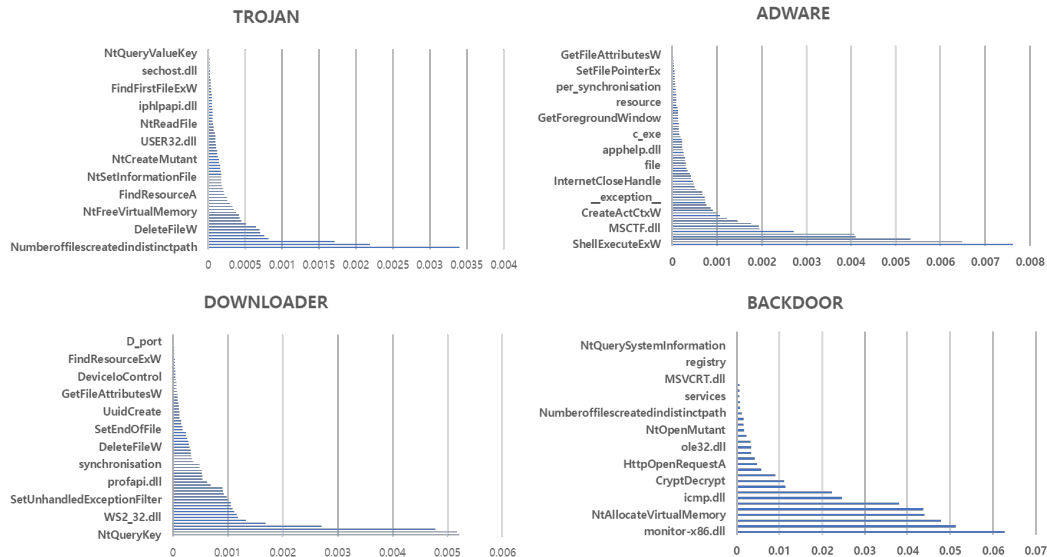 TROJAN
NtQueryValueKey
sechost.dll
FindFirstFileExW
iphlpapi.dll
NtReadFile
USER32.dll
NtCreateMutant
NtSetInformationFile
FindResourceA
NtFreeVirtualMemory
DeleteFileW
Numberoffilescreatedindistinctpath
0 0.0005 0.001 0.0015 0.002 0.0025 0.003 0.0035 0.004
ADWARE
GetFileAttributesW
SetFilePointerEx
per_synchronisation
resource
GetForegroundWindow
c_exe
apphelp.dll
file
InternetCloseHandle
__exception__
CreateActCtxW
MSCTF.dll
ShellExecuteExW
0 0.001 0.002 0.003 0.004 0.005 0.006 0.007 0.008
DOWNLOADER
D_port
FindResourceExW
DeviceIoControl
GetFileAttributesW
UuidCreate
SetEndOfFile
DeleteFileW
synchronisation
profapi.dll
SetUnhandledExceptionFilter
WS2_32.dll
NtQueryKey
0 0.001 0.002 0.003 0.004 0.005 0.006
BACKDOOR
NtQuerySystemInformation
registry
MSVCRT.dll
services
Numberoffilescreatedindistinctpath
NtOpenMutant
ole32.dll
HttpOpenRequestA
CryptDecrypt
icmp.dll
NtAllocateVirtualMemory
monitor-x86.dll
0 0.01 0.02 0.03 0.04 0.05 0.06 0.07